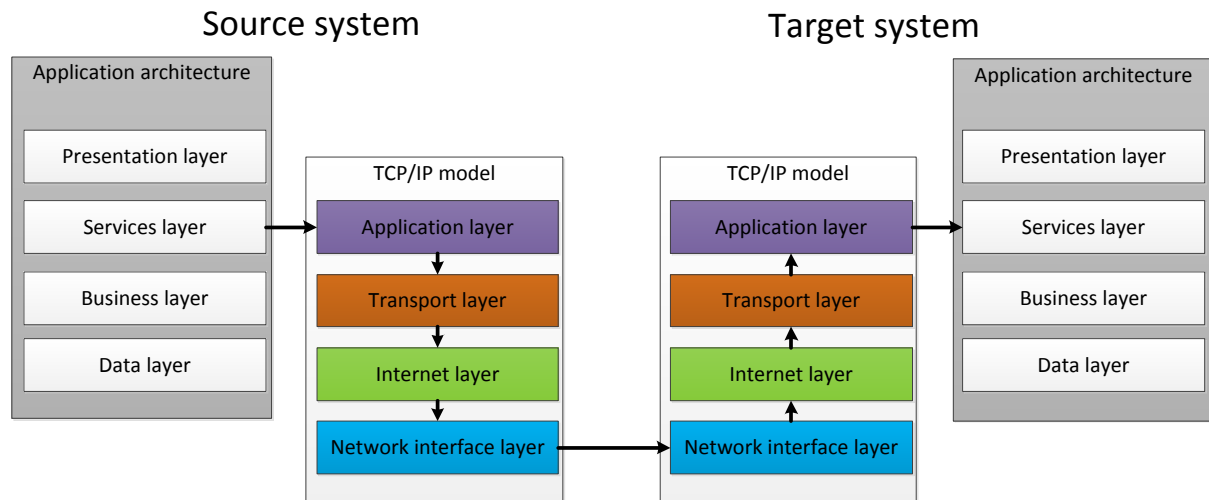 Source system
Target system
Application architecture
Presentation layer
Services layer
Business layer
Data layer
TCP/IP model
Application layer
Transport layer
Internet layer
Network interface layer
TCP/IP model
Application layer
Transport layer
Internet layer
Network interface layer
Application architecture
Presentation layer
Services layer
Business layer
Data layer